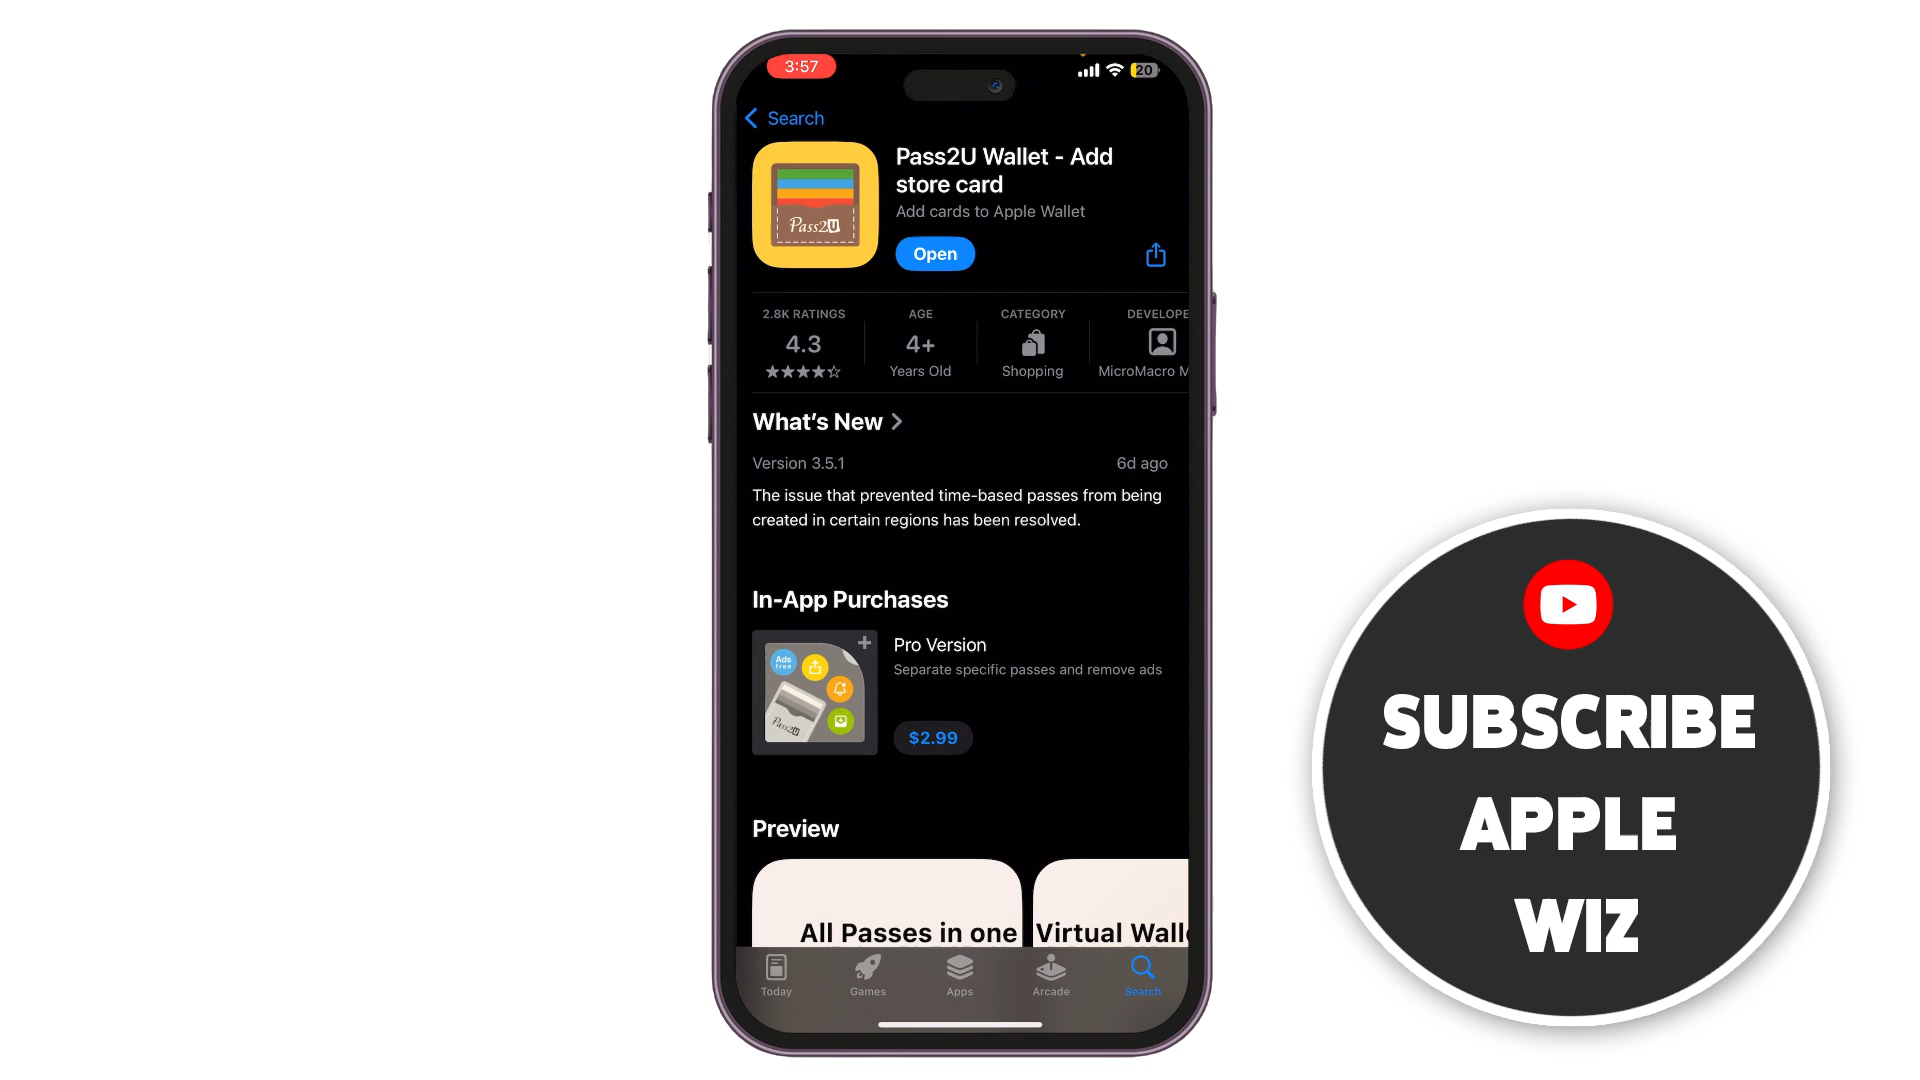 3:57
20
Search
Pass2U Wallet - Add
store card
Add cards to Apple Wallet
Pass2U
Open
2.8K RATINGS
AGE
CATEGORY
DEVELOPE
4.3
4+
Years Old
Shopping
MicroMacro M
What's New
Version 3.5.1
6d ago
The issue that prevented time-based passes from being
created in certain regions has been resolved.
In-App Purchases
Ads
free
Pass2U
Pro Version
Separate specific passes and remove ads
$2.99
Preview
All Passes in one
Virtual Wall
Today
Games
Apps
Arcade
Search
SUBSCRIBE
APPLE
WIZ